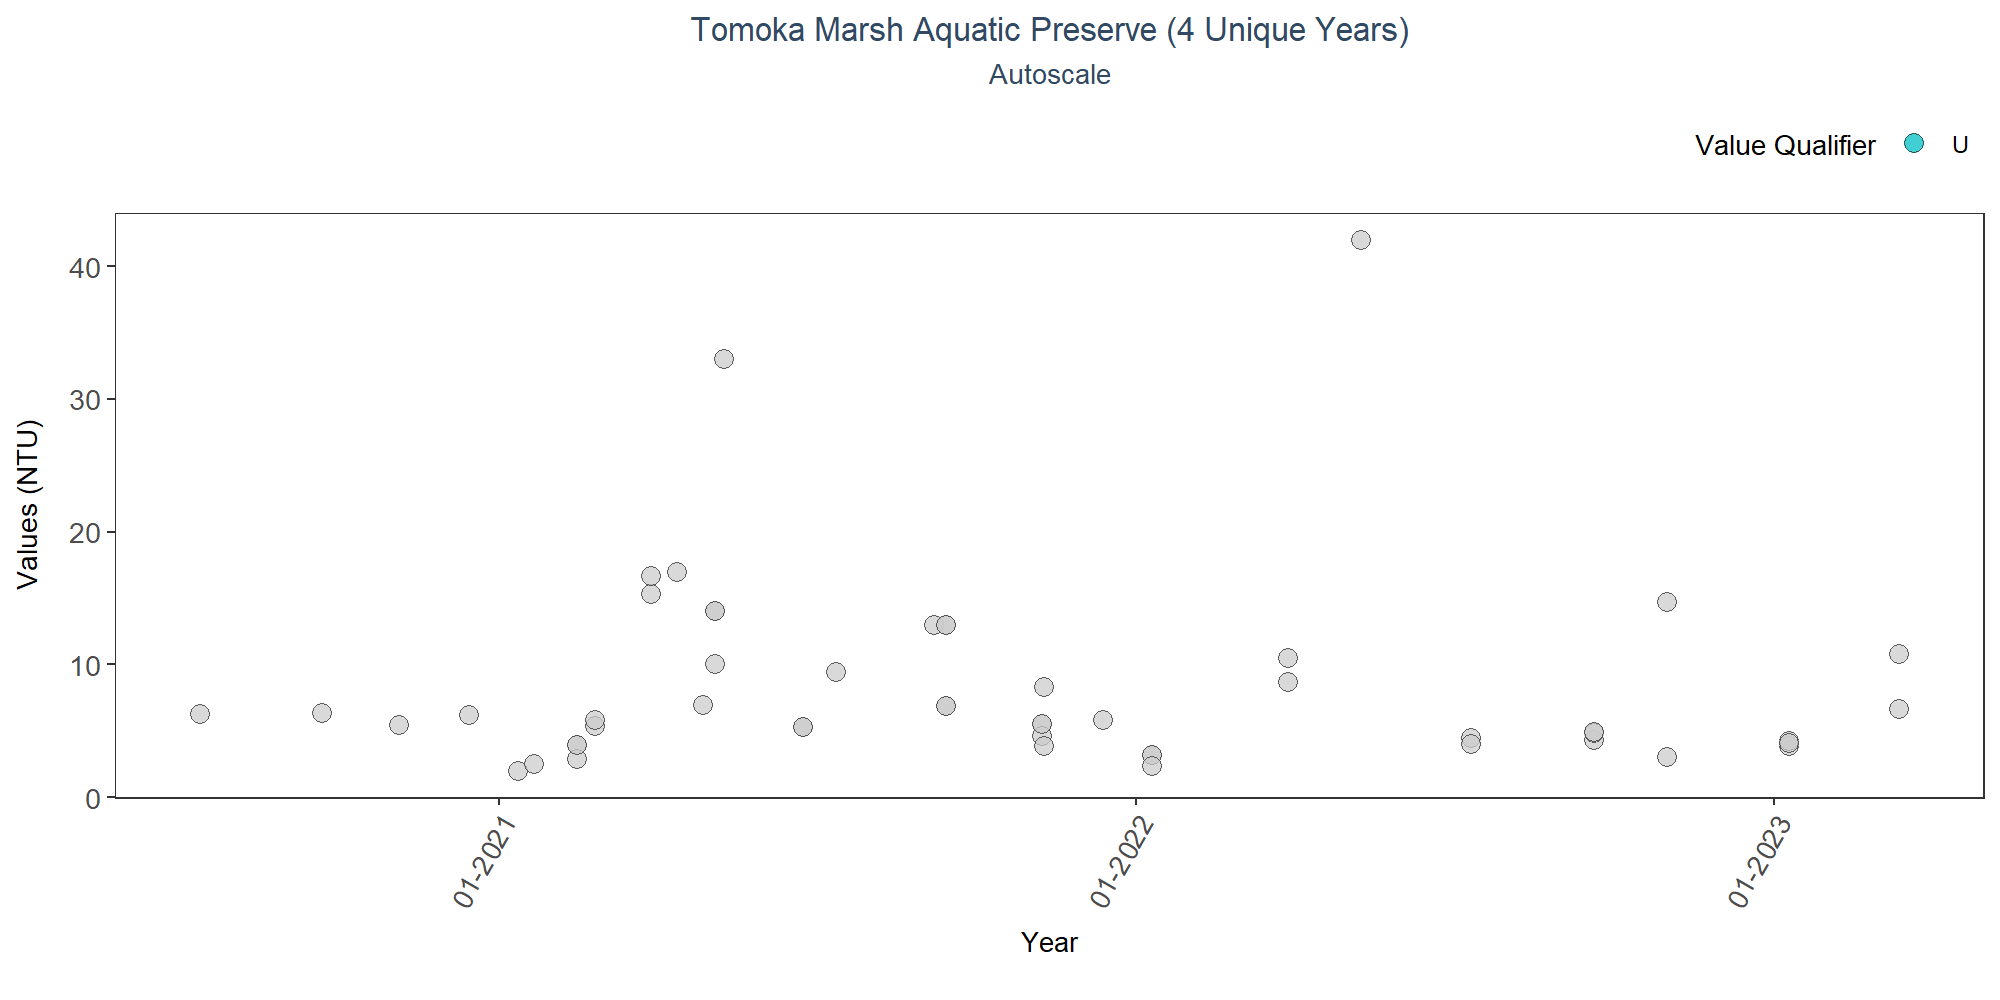 Tomoka Marsh Aquatic Preserve (4 Unique Years)
Autoscale
Value Qualifier U
Values (NTU)
40
30
20
10
0
01-2021
01-2022
01-2023
Year